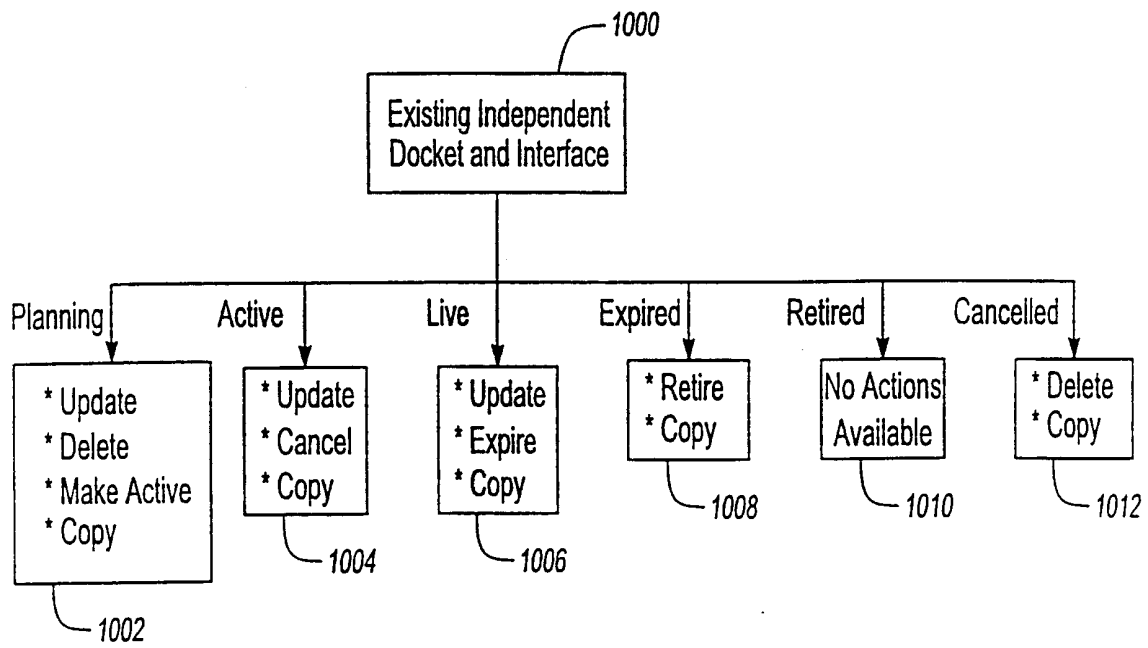 1000
Existing Independent
Docket and Interface
Planning
Active
Live
Expired
Retired
Cancelled
* Update
* Delete
* Make Active
* Copy
* Update
* Cancel
* Copy
* Update
* Expire
* Copy
* Retire
* Copy
No Actions
Available
* Delete
* Copy
1002
1004
1006
1008
1010
1012